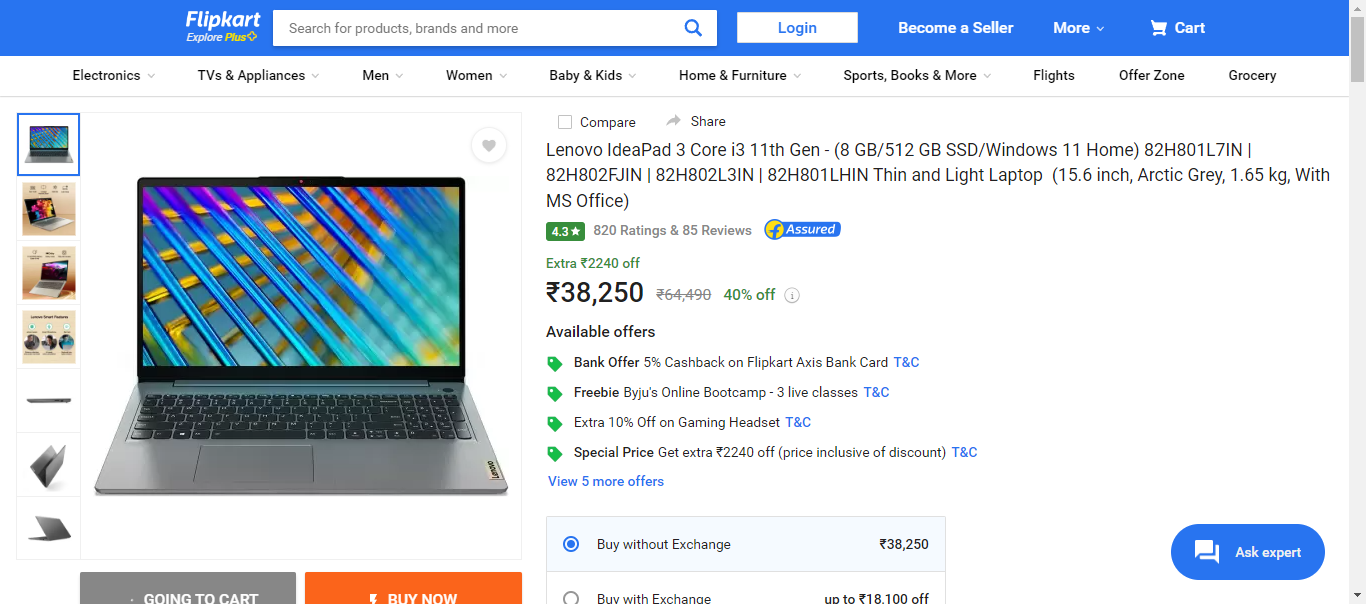 Flipkart
Explore Plus
Search for products, brands and more
Login
Become a Seller
More
Cart
Electronics
TVs & Appliances
Men
Women
Baby & Kids
Home & Furniture
Sports, Books & More
Flights
Offer Zone
Grocery
Compare
Share
Lenovo IdeaPad 3 Core i3 11th Gen - (8 GB/512 GB SSD/Windows 11 Home) 82H801L7IN |
82H802FJIN | 82H802L3IN | 82H801LHIN Thin and Light Laptop (15.6 inch, Arctic Grey, 1.65 kg, With
MS Office)
4.3★ 820 Ratings & 85 Reviews
Assured
Extra ₹2240 off
₹38,250 ₹64,490 40% off
Available offers
Bank Offer 5% Cashback on Flipkart Axis Bank Card T&C
Freebie Byju's Online Bootcamp - 3 live classes T&C
Extra 10% Off on Gaming Headset T&C
Special Price Get extra ₹2240 off (price inclusive of discount) T&C
View 5 more offers
Buy without Exchange ₹38,250
Buy with Exchange up to ₹18,100 off
Ask expert
Lenovo Smart Features
Lenovo
GOING TO CART
BUY NOW